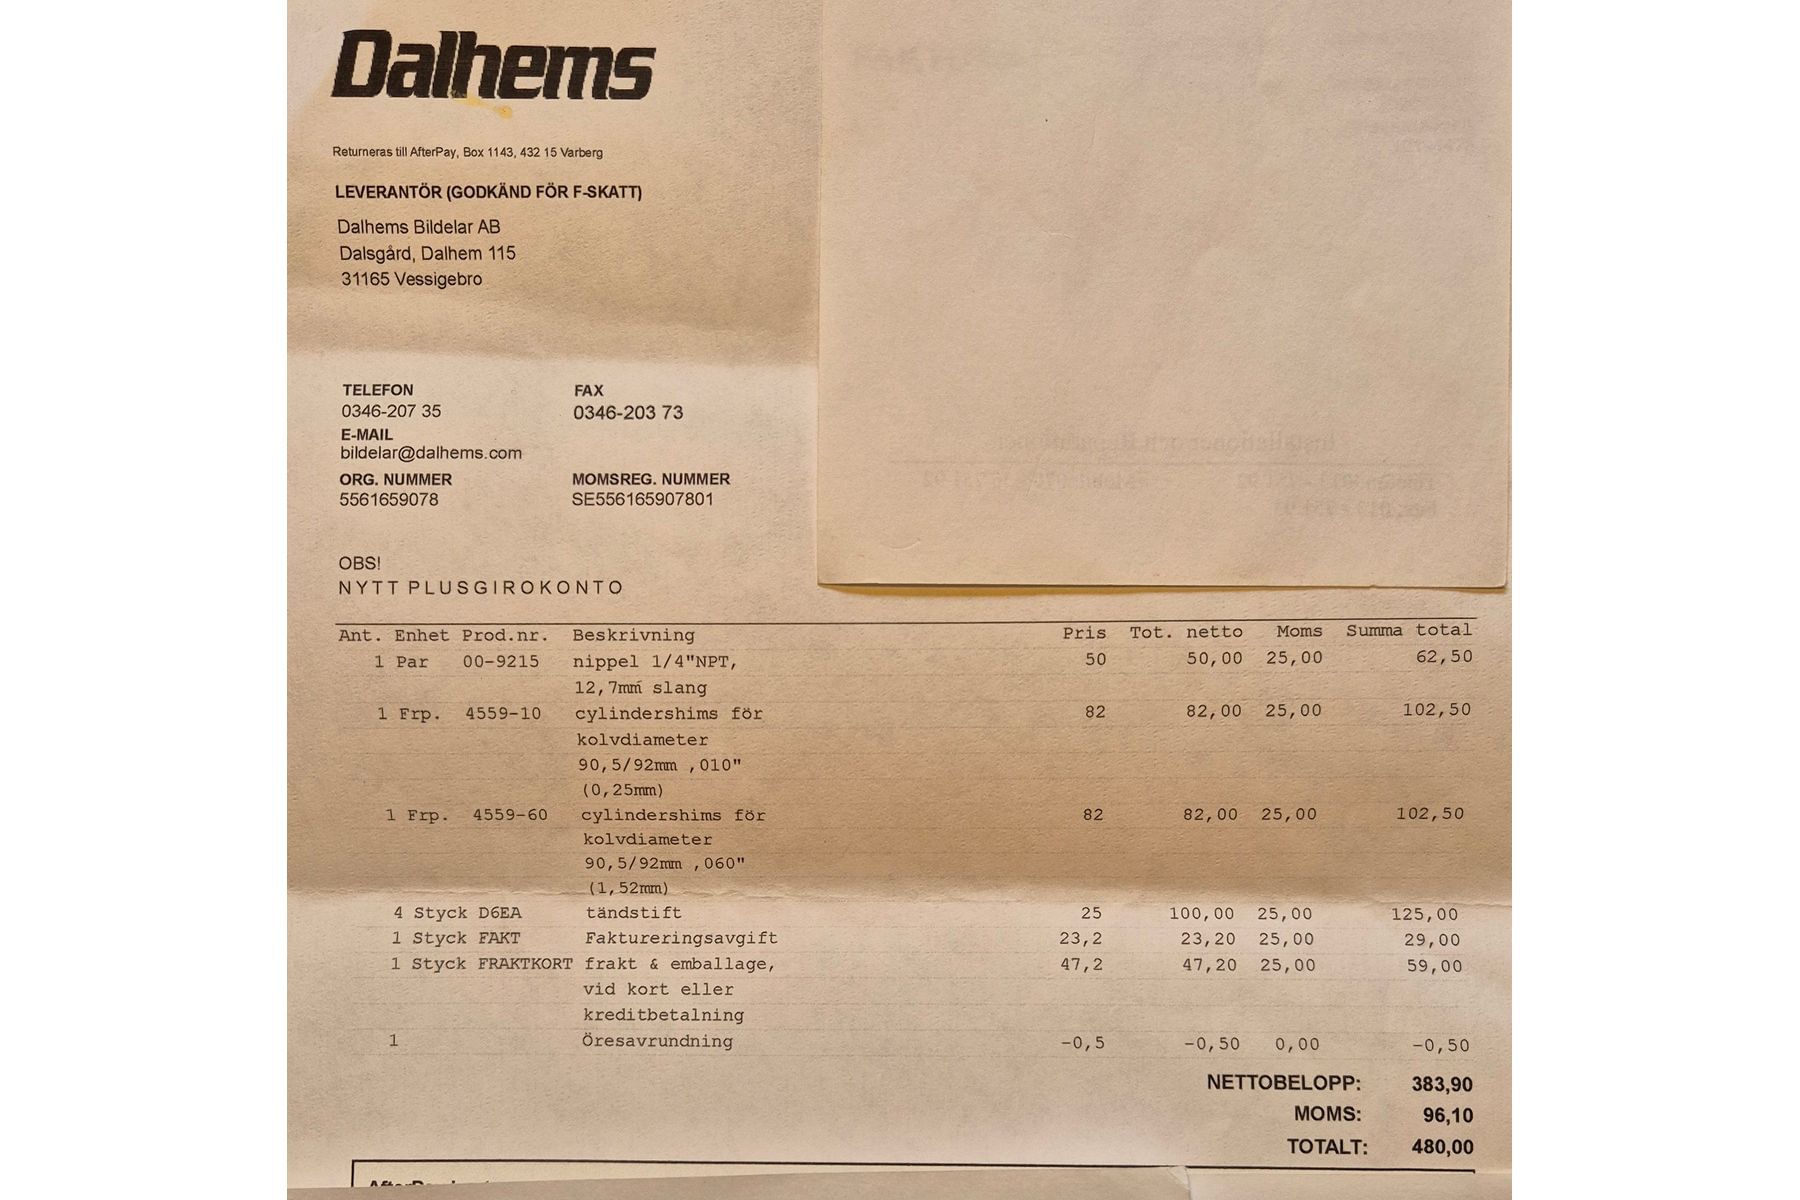 Dalhems
Returneras till AfterPay, Box 1143, 432 15 Varberg
LEVERANTÖR (GODKÄND FÖR F-SKATT)
Dalhems Bildelar AB
Dalsgård, Dalhem 115
31165 Vessigebro
TELEFON FAX
0346-207 35 0346-203 73
E-MAIL
bildelar@dalhems.com
ORG. NUMMER MOMSREG. NUMMER
5561659078 SE556165907801
OBS!
NYTT PLUSGIROKONTO
Ant. Enhet Prod.nr. Beskrivning Pris Tot. netto Moms Summa total
1 Par 00-9215 nippel 1/4"NPT, 50 50,00 25,00 62,50
12,7mm slang
1 Frp. 4559-10 cylindershims för 82 82,00 25,00 102,50
kolvdiameter
90,5/92mm ,010"
(0,25mm)
1 Frp. 4559-60 cylindershims för 82 82,00 25,00 102,50
kolvdiameter
90,5/92mm ,060"
(1,52mm)
4 Styck D6EA tändstift 25 100,00 25,00 125,00
1 Styck FAKT Faktureringsavgift 23,2 23,20 25,00 29,00
1 Styck FRAKTKORT frakt & emballage, 47,2 47,20 25,00 59,00
vid kort eller
kreditbetalning
1 Öresavrundning -0,5 -0,50 0,00 -0,50
NETTOBELOPP: 383,90
MOMS: 96,10
TOTALT: 480,00